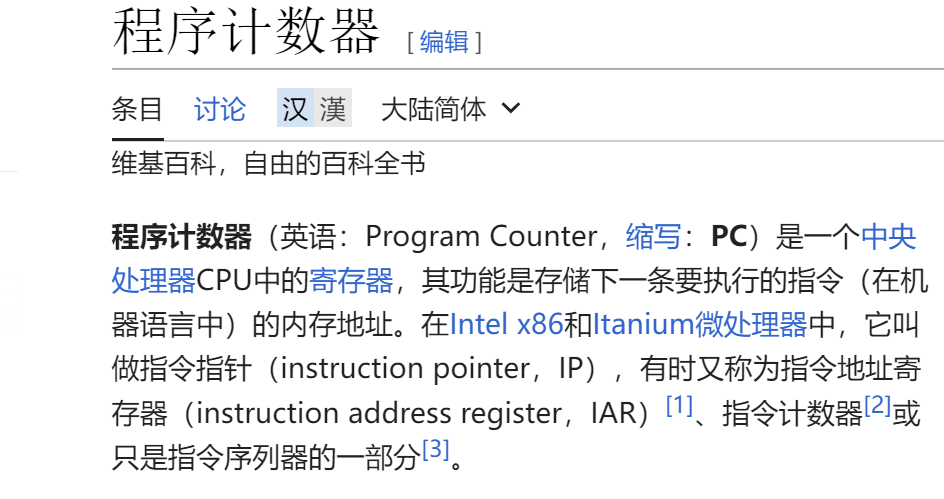 程序计数器 [编辑]
条目 讨论 汉 漢 大陆简体
维基百科，自由的百科全书
程序计数器（英语：Program Counter，缩写：PC）是一个中央
处理器CPU中的寄存器，其功能是存储下一条要执行的指令（在机
器语言中）的内存地址。在Intel x86和Itanium微处理器中，它叫
做指令指针（instruction pointer，IP），有时又称为指令地址寄
存器（instruction address register，IAR）[1]、指令计数器[2]或
只是指令序列器的一部分[3]。